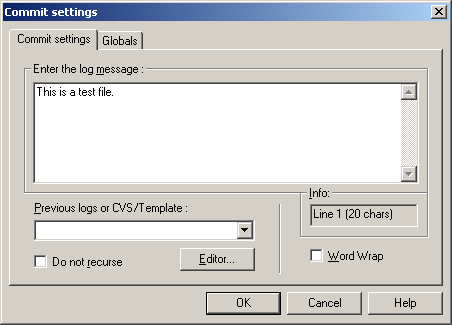 Commit settings
Commit settings Globals
Enter the log message :
This is a test file.
Previous logs or CVS/Template :
Info:
Line 1 (20 chars)
Do not recurse
Editor...
Word Wrap
OK Cancel Help